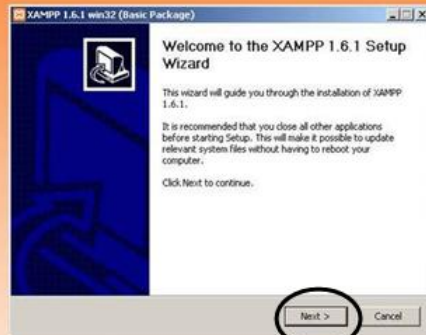 XAMPP 1.6.1 win32 (Basic Package)
Welcome to the XAMPP 1.6.1 Setup
Wizard
This wizard will guide you through the installation of XAMPP
1.6.1.
It is recommended that you close all other applications
before starting Setup. This will make it possible to update
relevant system files without having to reboot your
computer.
Click Next to continue.
Next >
Cancel